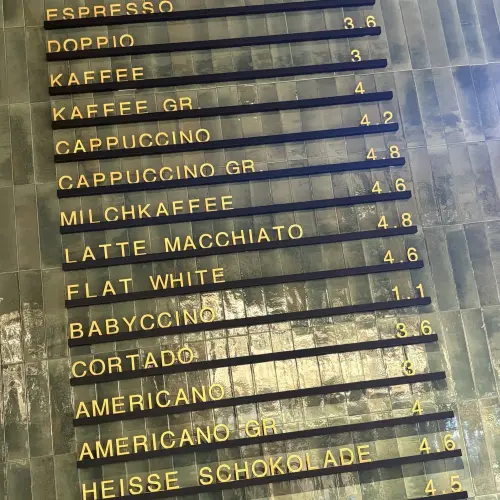 ESPRESSO
DOPPIO 3.6
KAFFEE 3
KAFFEE GR. 4
CAPPUCCINO 4.2
CAPPUCCINO GR. 4.8
MILCHKAFFEE 4.6
LATTE MACCHIATO 4.8
FLAT WHITE 4.6
BABYCCINO 1.1
CORTADO 3.6
AMERICANO 3
AMERICANO GR. 4
HEISSE SCHOKOLADE 4.6
4.5